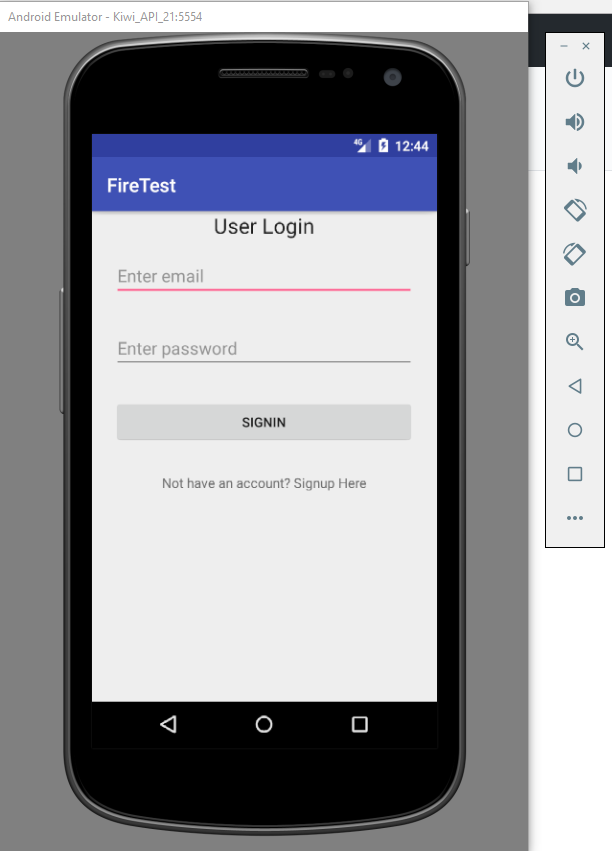 Android Emulator - Kiwi_API_21:5554
4G 12:44
FireTest
User Login
Enter email
Enter password
SIGNIN
Not have an account? Signup Here